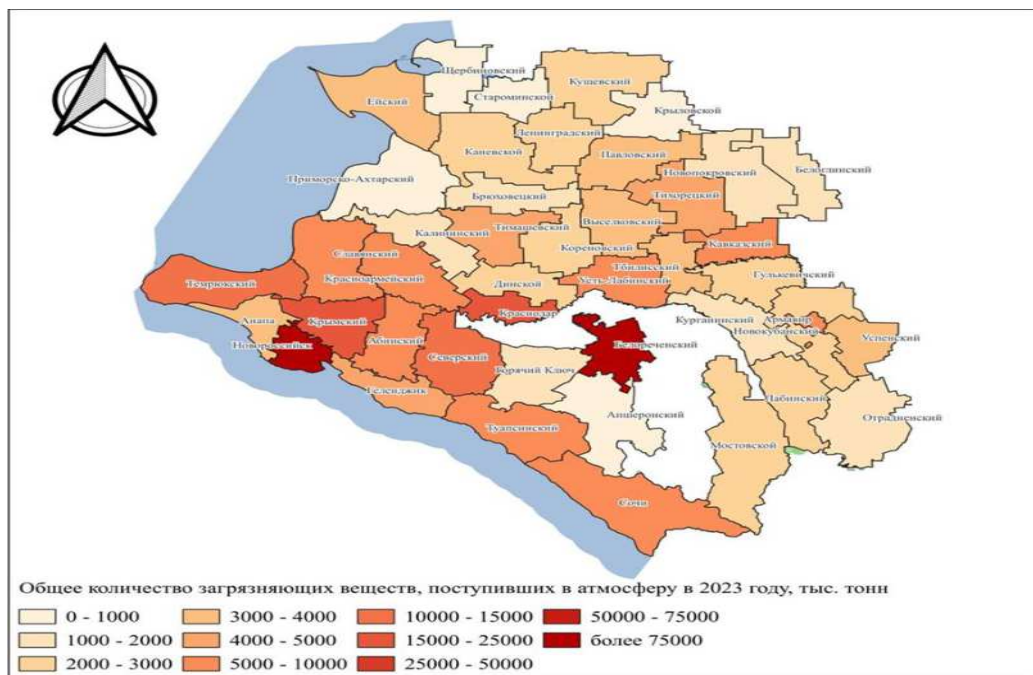 Щербиновский
Староминской
Кущевский
Ейский
Крыловской
Ленинградский
Каневской
Павловский
Новопокровский
Белоглинский
Приморско-Ахтарский
Тихорецкий
Брюховецкий
Калининский
Тимашевский
Выселковский
Славянский
Кореновский
Кавказский
Тбилисский
Гулькевичский
Красноармейский
Усть-Лабинский
Темрюкский
Динской
Краснодар
Анапа
Крымский
Курганинский
Армавир
Новокубанский
Новороссийск
Абинский
Белореченский
Успенский
Северский
Горячий Ключ
Геленджик
Лабинский
Апшеронский
Отрадненский
Туапсинский
Мостовской
Сочи
Общее количество загрязняющих веществ, поступивших в атмосферу в 2023 году, тыс. тонн
0 - 1000
3000 - 4000
10000 - 15000
50000 - 75000
1000 - 2000
4000 - 5000
15000 - 25000
более 75000
2000 - 3000
5000 - 10000
25000 - 50000